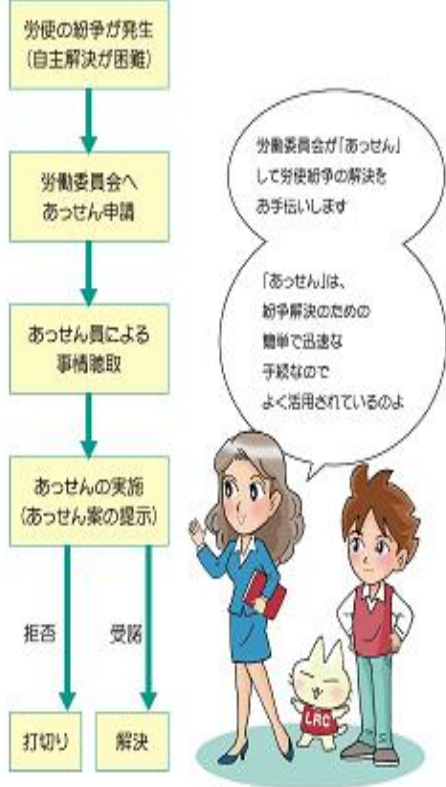 労使の紛争が発生
(自主解決が困難)
労働委員会へ
あっせん申請
あっせん員による
事情聴取
あっせんの実施
(あっせん案の提示)
拒否
受諾
打切り
解決
労働委員会が「あっせん」
して労使紛争の解決を
お手伝いします
「あっせん」は、
紛争解決のための
簡単で迅速な
手続なので
よく活用されているのよ
LRC